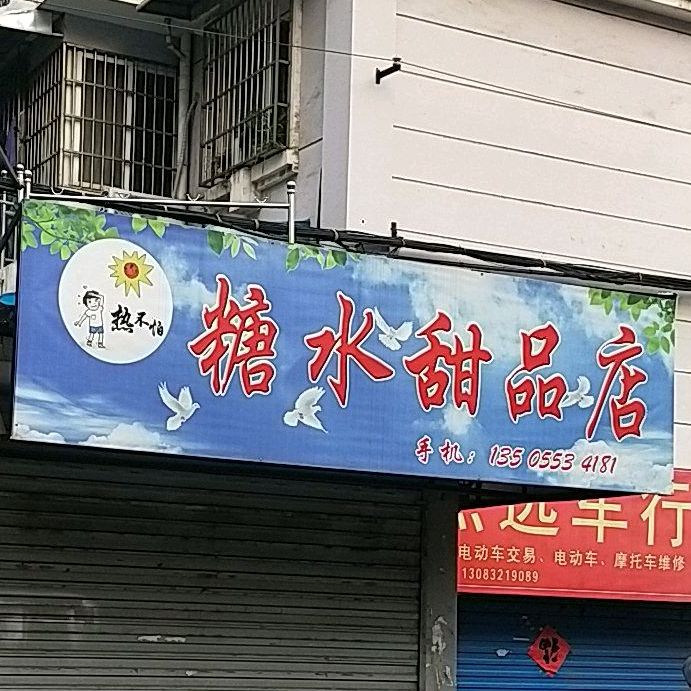 热不怕
糖水甜品店
手机：135 0553 4181
远车行
电动车交易、电动车、摩托车维修
13083219089